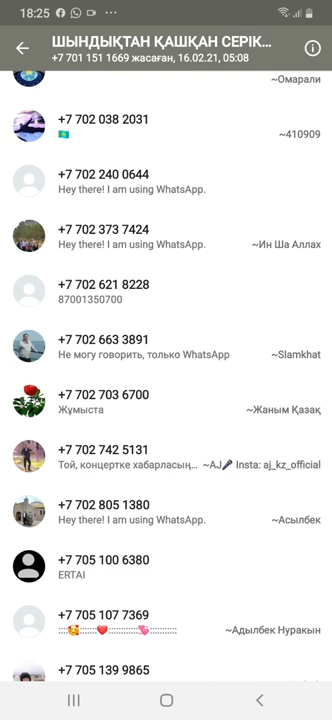 18:25
ШЫНДЫҚТАН ҚАШҚАН СЕРІК...
+7 701 151 1669 жасаған, 16.02.21, 05:08
~Омарали
+7 702 038 2031
🇰🇿 ~410909
+7 702 240 0644
Hey there! I am using WhatsApp.
+7 702 373 7424
Hey there! I am using WhatsApp. ~Ин Ша Аллах
+7 702 621 8228
87001350700
+7 702 663 3891
Не могу говорить, только WhatsApp ~Slamkhat
+7 702 703 6700
Жұмыста ~Жаным Қазақ
+7 702 742 5131
Той, концертке хабарласың... ~AJ🎤 Insta: aj_kz_official
+7 702 805 1380
Hey there! I am using WhatsApp. ~Асылбек
+7 705 100 6380
ERTAI
+7 705 107 7369
::::🥰::::::❤️::::::::::💘:::::::::: ~Адылбек Нуракын
+7 705 139 9865